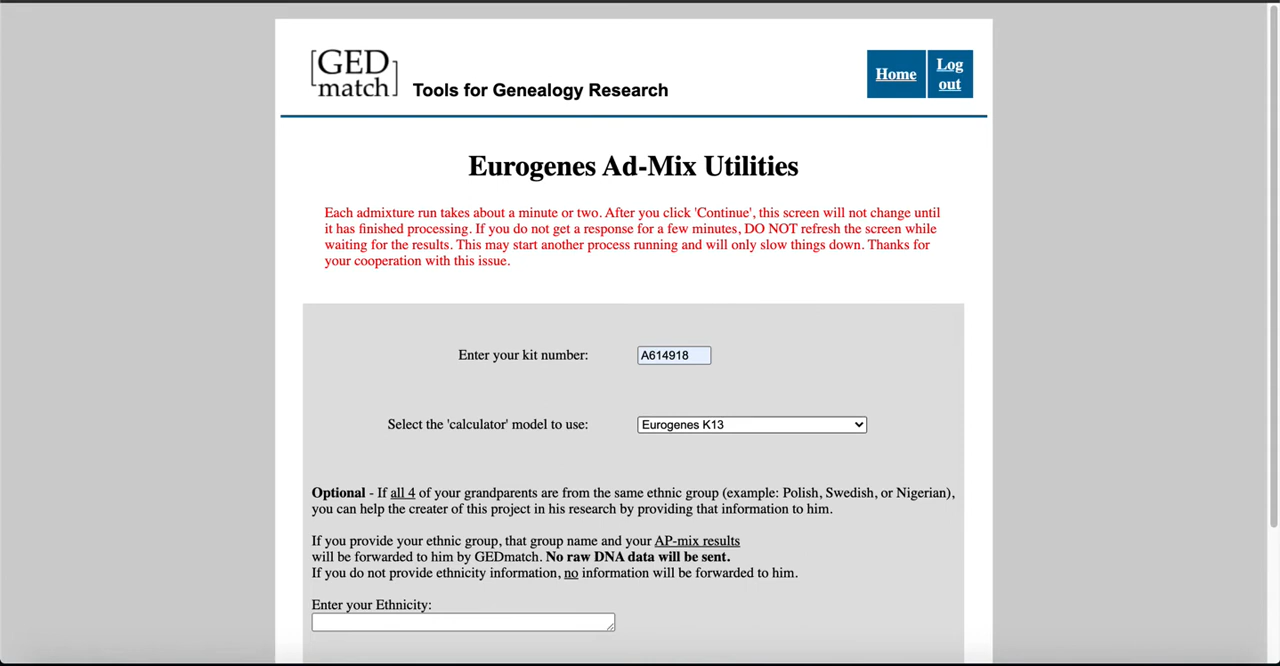 [GED match]
Tools for Genealogy Research
Home
Log out
Eurogenes Ad-Mix Utilities
Each admixture run takes about a minute or two. After you click 'Continue', this screen will not change until
it has finished processing. If you do not get a response for a few minutes, DO NOT refresh the screen while
waiting for the results. This may start another process running and will only slow things down. Thanks for
your cooperation with this issue.
Enter your kit number:
A614918
Select the 'calculator' model to use:
Eurogenes K13
Optional - If all 4 of your grandparents are from the same ethnic group (example: Polish, Swedish, or Nigerian),
you can help the creater of this project in his research by providing that information to him.
If you provide your ethnic group, that group name and your AP-mix results
will be forwarded to him by GEDmatch. No raw DNA data will be sent.
If you do not provide ethnicity information, no information will be forwarded to him.
Enter your Ethnicity: